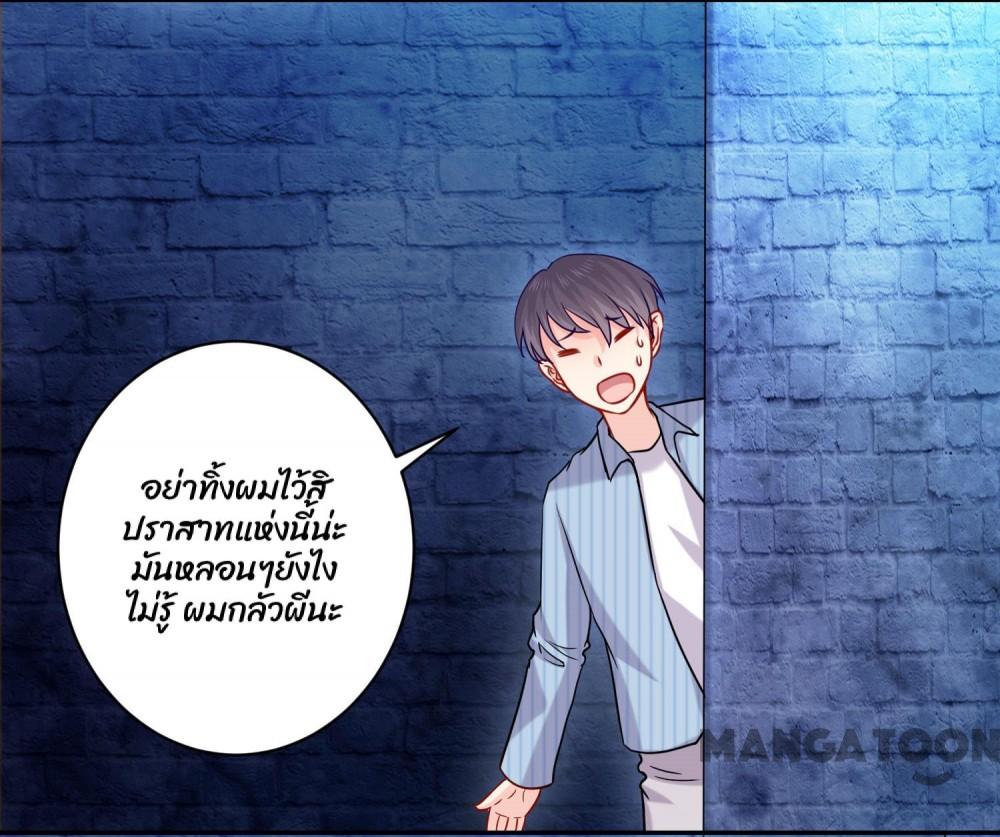 อย่าทิ้งผมไว้สิ
ปราสาทแห่งนี้น่ะ
มันหลอนๆยังไง
ไม่รู้ ผมกลัวผีนะ
MANGATOON